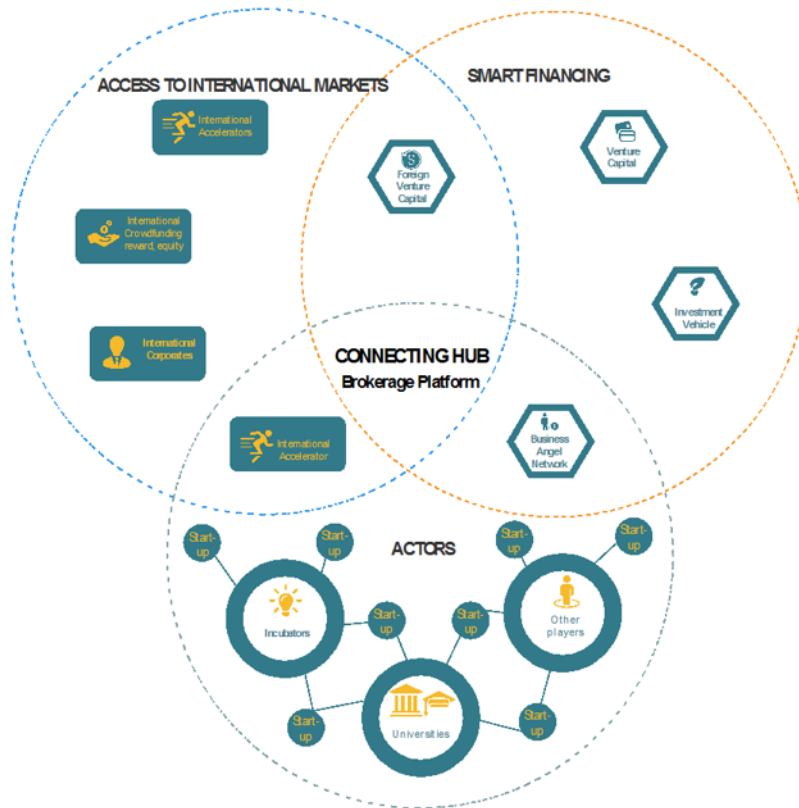 ACCESS TO INTERNATIONAL MARKETS
SMART FINANCING
International
Accelerators
Foreign
Venture
Capital
Venture
Capital
International
Crowdfunding
reward, equity
Investment
Vehicle
International
Corporates
CONNECTING HUB
Brokerage Platform
International
Accelerator
Business
Angel
Network
ACTORS
Start-
up
Start-
up
Start-
up
Start-
up
Incubators
Other
players
Start-
up
Start-
up
Start-
up
Start-
up
Universities